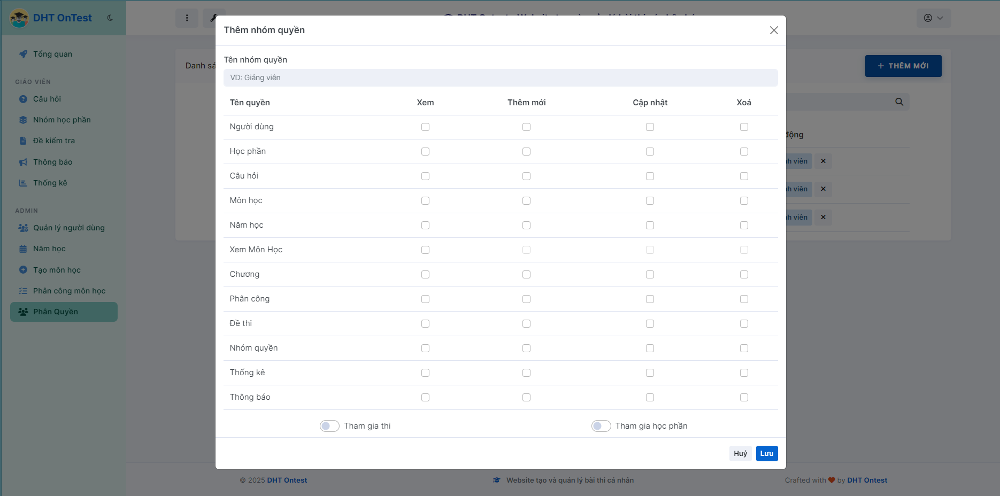 DHT OnTest
Tổng quan
GIÁO VIÊN
Câu hỏi
Nhóm học phần
Đề kiểm tra
Thông báo
Thống kê
ADMIN
Quản lý người dùng
Năm học
Tạo môn học
Phân công môn học
Phân Quyền
Danh
THÊM MỚI
động
viên
viên
viên
Thêm nhóm quyền
Tên nhóm quyền
VD: Giảng viên
Tên quyền Xem Thêm mới Cập nhật Xoá
Người dùng
Học phần
Câu hỏi
Môn học
Năm học
Xem Môn Học
Chương
Phân công
Đề thi
Nhóm quyền
Thống kê
Thông báo
Tham gia thi Tham gia học phần
Huỷ Lưu
© 2025 DHT Ontest Website tạo và quản lý bài thi cá nhân Crafted with ❤ by DHT Ontest